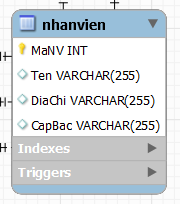 nhanvien
MaNV INT
Ten VARCHAR(255)
DiaChi VARCHAR(255)
CapBac VARCHAR(255)
Indexes
Triggers